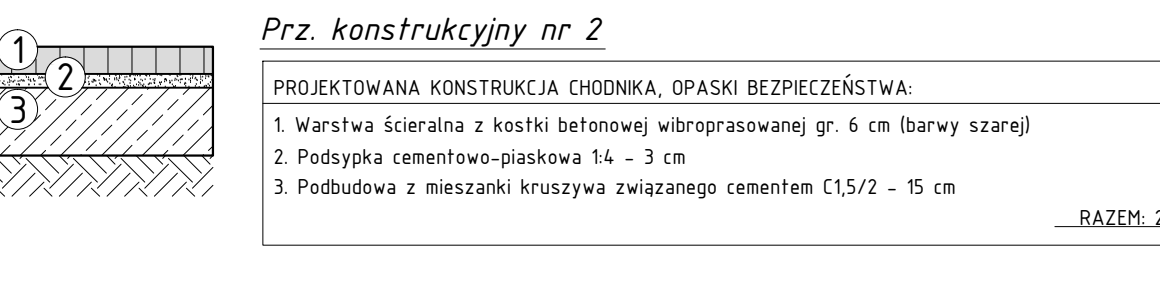 Prz. konstrukcyjny nr 2
1
2
3
PROJEKTOWANA KONSTRUKCJA CHODNIKA, OPASKI BEZPIECZEŃSTWA:
1. Warstwa ścieralna z kostki betonowej wibroprasowanej gr. 6 cm (barwy szarej)
2. Podsypka cementowo-piaskowa 1:4 - 3 cm
3. Podbudowa z mieszanki kruszywa związanego cementem C1,5/2 - 15 cm
RAZEM: 2